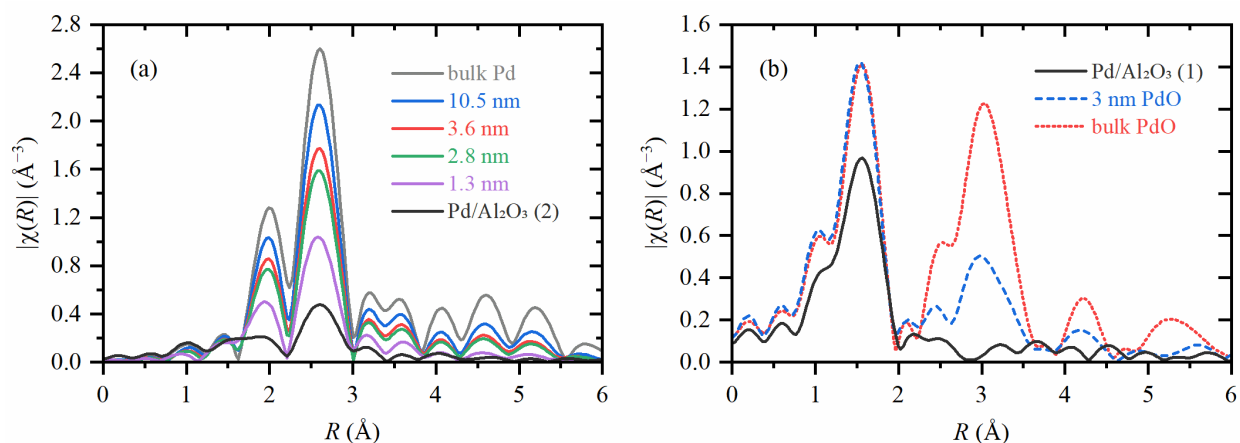 (a)
bulk Pd
10.5 nm
3.6 nm
2.8 nm
1.3 nm
Pd/Al₂O₃ (2)
|χ(R)| (Å⁻³)
2.8
2.4
2.0
1.6
1.2
0.8
0.4
0.0
0 1 2 3 4 5 6
R (Å)
(b)
Pd/Al₂O₃ (1)
3 nm PdO
bulk PdO
|χ(R)| (Å⁻³)
1.6
1.4
1.2
1.0
0.8
0.6
0.4
0.2
0.0
0 1 2 3 4 5 6
R (Å)